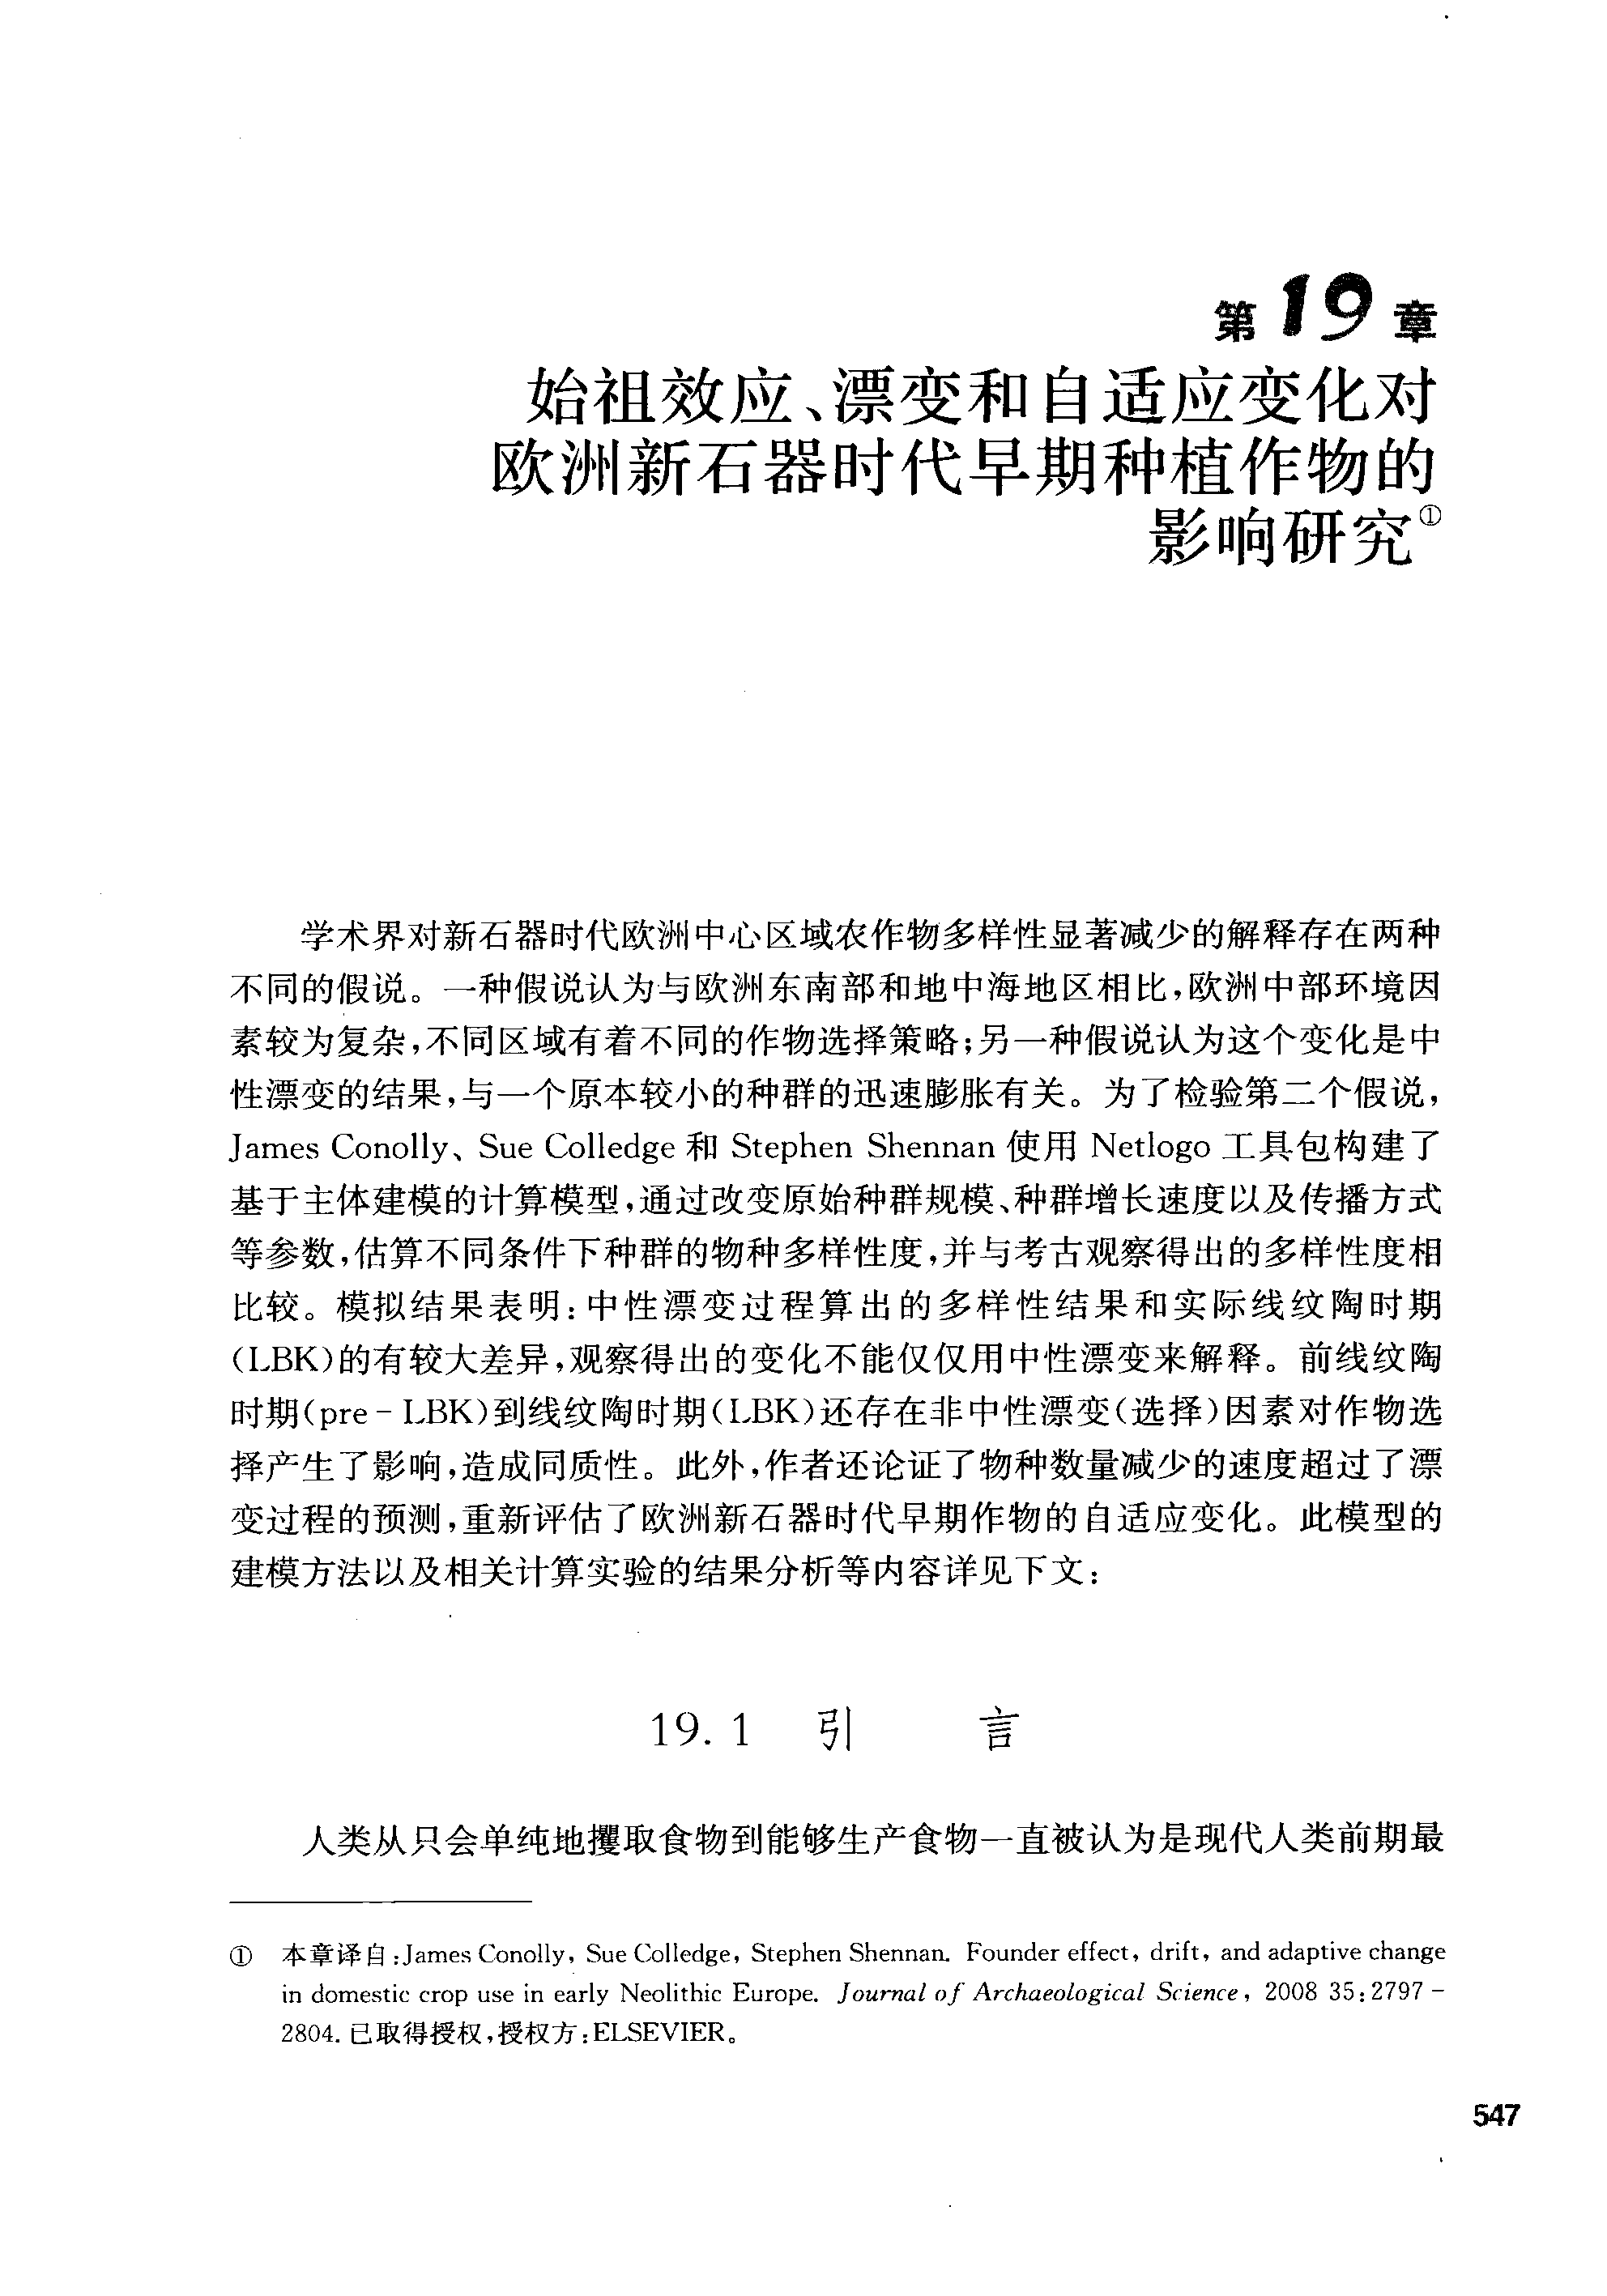 第19章
始祖效应、漂变和自适应变化对
欧洲新石器时代早期种植作物的
影响研究①
学术界对新石器时代欧洲中心区域农作物多样性显著减少的解释存在两种
不同的假说。一种假说认为与欧洲东南部和地中海地区相比,欧洲中部环境因
素较为复杂,不同区域有着不同的作物选择策略;另一种假说认为这个变化是中
性漂变的结果,与一个原本较小的种群的迅速膨胀有关。为了检验第二个假说,
James Conolly、Sue Colledge 和 Stephen Shennan 使用 Netlogo 工具包构建了
基于主体建模的计算模型,通过改变原始种群规模、种群增长速度以及传播方式
等参数,估算不同条件下种群的物种多样性度,并与考古观察得出的多样性度相
比较。模拟结果表明:中性漂变过程算出的多样性结果和实际线纹陶时期
(LBK)的有较大差异,观察得出的变化不能仅仅用中性漂变来解释。前线纹陶
时期(pre-LBK)到线纹陶时期(LBK)还存在非中性漂变(选择)因素对作物选
择产生了影响,造成同质性。此外,作者还论证了物种数量减少的速度超过了漂
变过程的预测,重新评估了欧洲新石器时代早期作物的自适应变化。此模型的
建模方法以及相关计算实验的结果分析等内容详见下文:
19.1 引 言
人类从只会单纯地攫取食物到能够生产食物一直被认为是现代人类前期最
① 本章译自:James Conolly, Sue Colledge, Stephen Shennan. Founder effect, drift, and adaptive change
in domestic crop use in early Neolithic Europe. Journal of Archaeological Science, 2008 35:2797-
2804. 已取得授权,授权方:ELSEVIER。
547